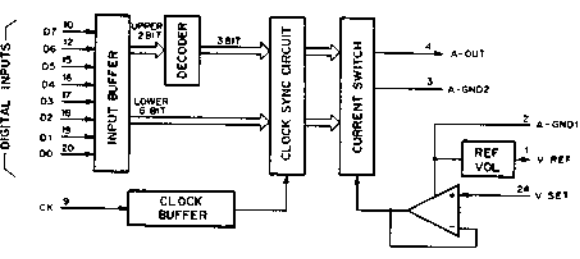 DIGITAL INPUTS
D7 10
D6 12
D5 15
D4 16
D3 17
D2 18
D1 19
D0 20
INPUT BUFFER
UPPER
2 BIT
DECODER
3 BIT
LOWER
6 BIT
CLOCK SYNC CIRCUIT
CURRENT SWITCH
4 A-OUT
3 A-GND2
2 A-GND1
REF
VOL
1 V REF
V SET
+
-
CK 9
CLOCK
BUFFER